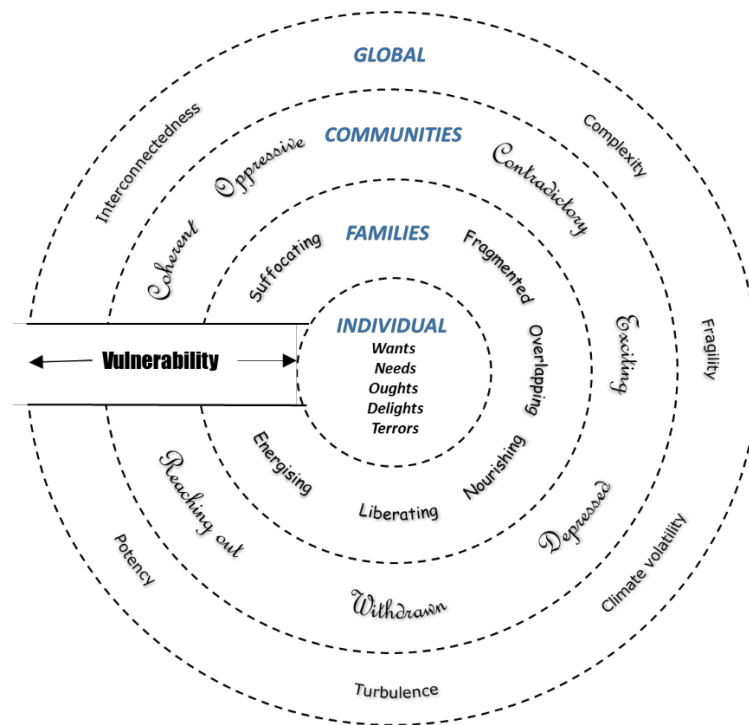 GLOBAL
Interconnectedness
Complexity
Fragility
Climate volatility
Turbulence
Potency
COMMUNITIES
Coherent
Oppressive
Contradictory
Exciting
Depressed
Withdrawn
Reaching out
FAMILIES
Suffocating
Fragmented
Overlapping
Nourishing
Liberating
Energising
INDIVIDUAL
Wants
Needs
Oughts
Delights
Terrors
Vulnerability